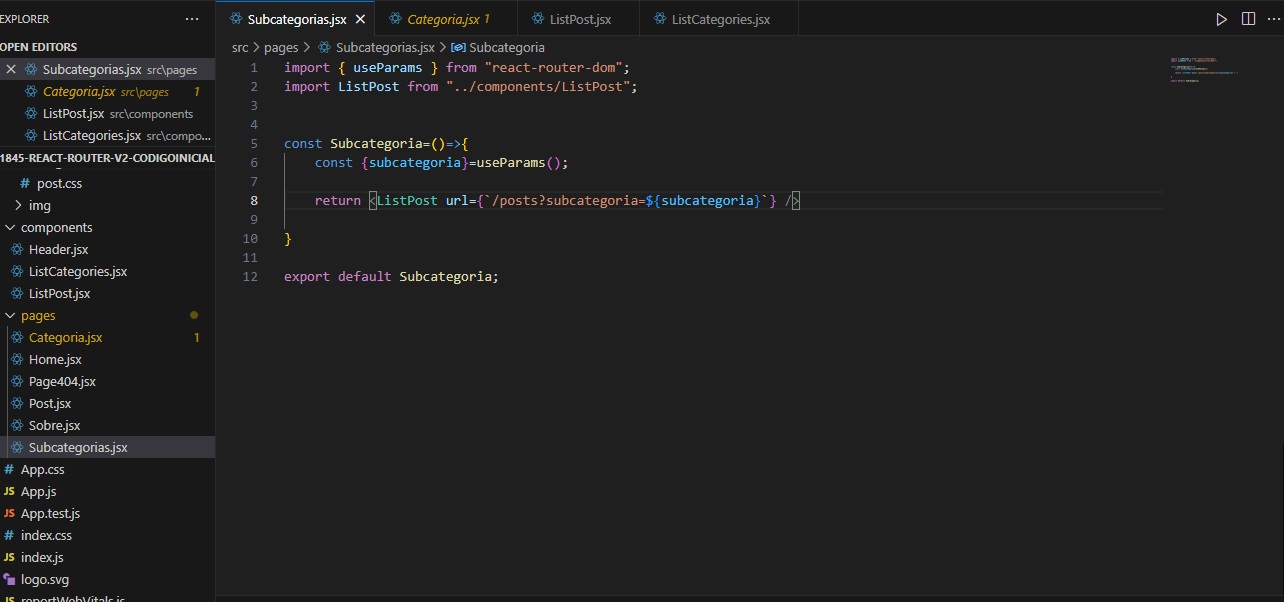 EXPLORER ...
Subcategorias.jsx Categoria.jsx 1 ListPost.jsx ListCategories.jsx ...
OPEN EDITORS
Subcategorias.jsx src\pages
Categoria.jsx src\pages 1
ListPost.jsx src\components
ListCategories.jsx src\compo...
1845-REACT-ROUTER-V2-CODIGOINICIAL
# post.css
img
components
Header.jsx
ListCategories.jsx
ListPost.jsx
pages
Categoria.jsx 1
Home.jsx
Page404.jsx
Post.jsx
Sobre.jsx
Subcategorias.jsx
# App.css
JS App.js
JS App.test.js
# index.css
JS index.js
logo.svg
JS reportWebVitals.js
src > pages > Subcategorias.jsx > Subcategoria
1 import { useParams } from "react-router-dom";
2 import ListPost from "../components/ListPost";
3
4
5 const Subcategoria=()=>{
6 const {subcategoria}=useParams();
7
8 return <ListPost url={`/posts?subcategoria=${subcategoria}`} />
9
10 }
11
12 export default Subcategoria;